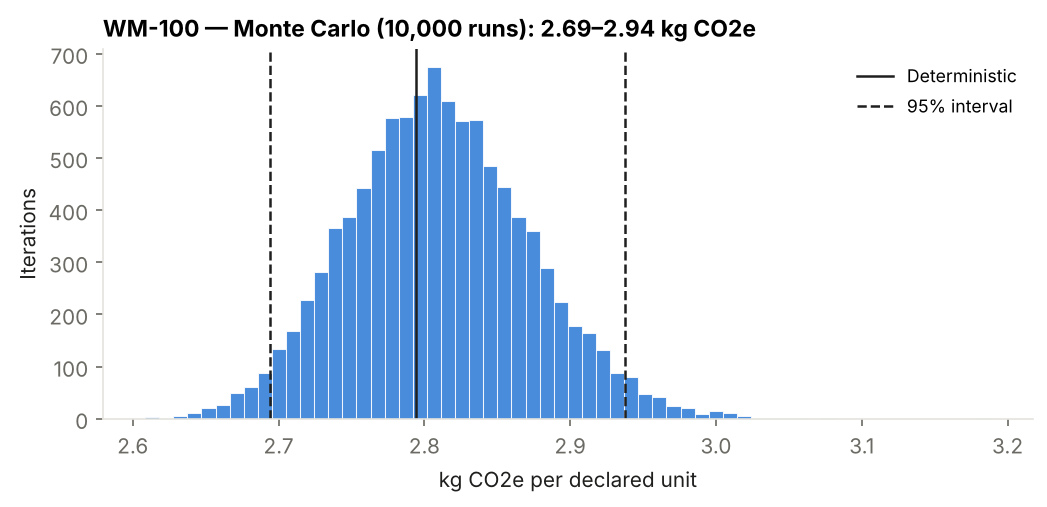 WM-100 — Monte Carlo (10,000 runs): 2.69–2.94 kg CO2e
700
600
500
400
300
200
100
0
Iterations
Deterministic
95% interval
2.6 2.7 2.8 2.9 3.0 3.1 3.2
kg CO2e per declared unit